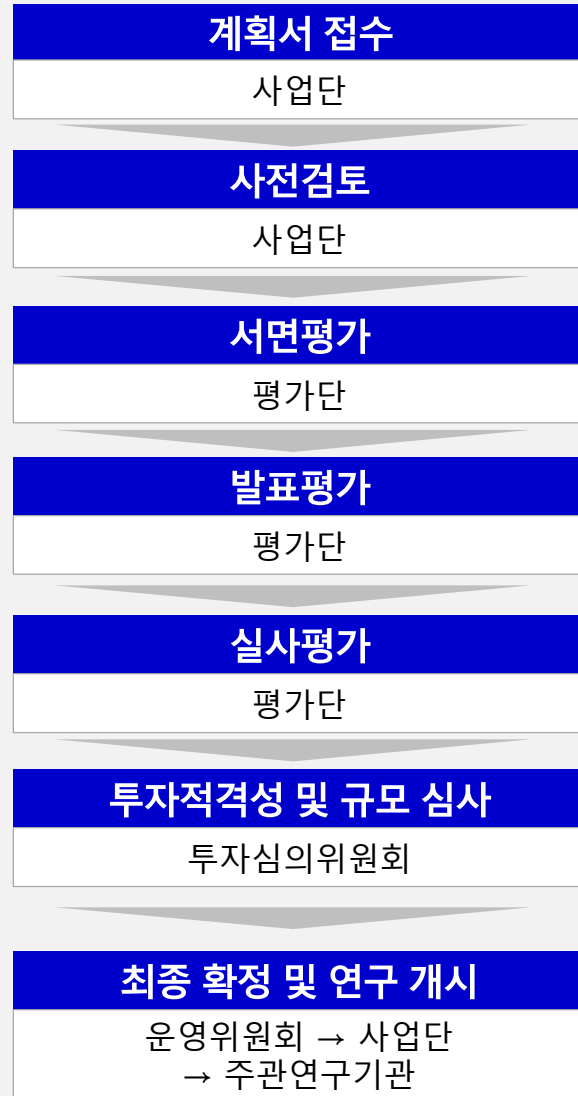 계획서 접수
사업단
사전검토
사업단
서면평가
평가단
발표평가
평가단
실사평가
평가단
투자적격성 및 규모 심사
투자심의위원회
최종 확정 및 연구 개시
운영위원회 → 사업단
→ 주관연구기관